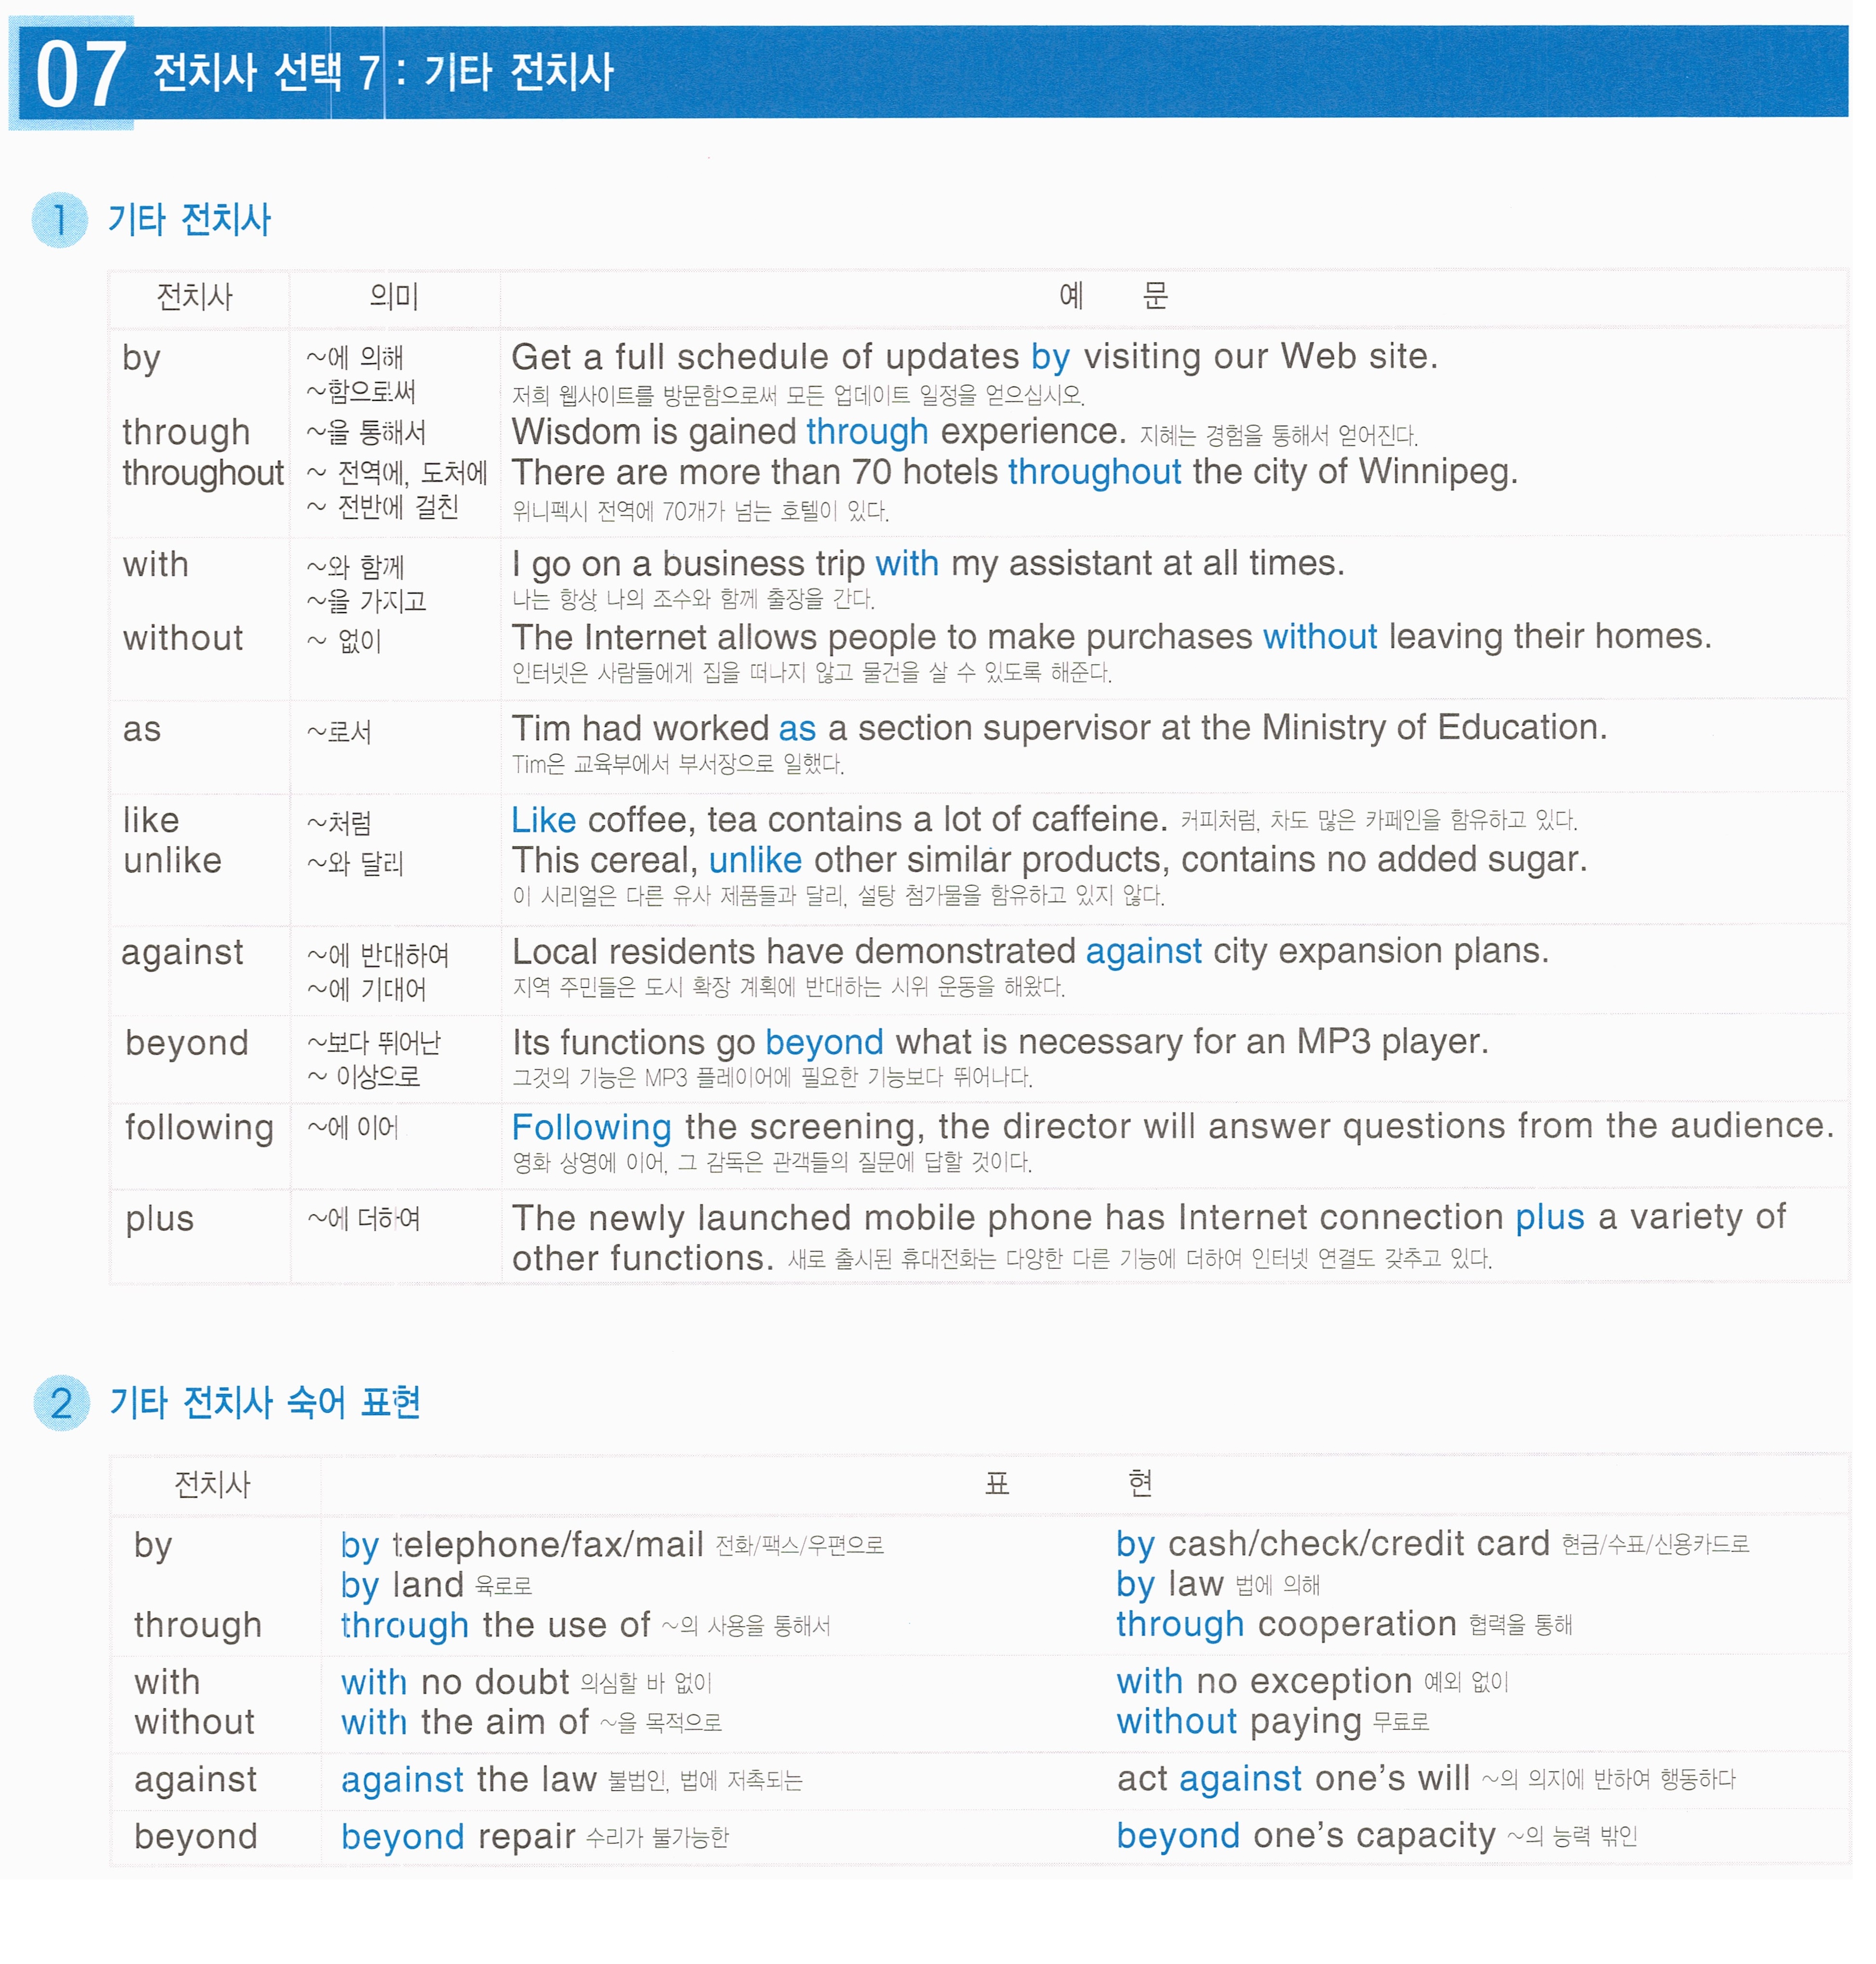 07 전치사 선택 7 : 기타 전치사
1 기타 전치사
전치사 의미 예 문
by ~에 의해 Get a full schedule of updates by visiting our Web site.
~함으로써 저희 웹사이트를 방문함으로써 모든 업데이트 일정을 얻으십시오.
through ~을 통해서 Wisdom is gained through experience. 지혜는 경험을 통해서 얻어진다.
throughout ~ 전역에, 도처에 There are more than 70 hotels throughout the city of Winnipeg.
~ 전반에 걸친 위니펙시 전역에 70개가 넘는 호텔이 있다.
with ~와 함께 I go on a business trip with my assistant at all times.
~을 가지고 나는 항상 나의 조수와 함께 출장을 간다.
without ~ 없이 The Internet allows people to make purchases without leaving their homes.
인터넷은 사람들에게 집을 떠나지 않고 물건을 살 수 있도록 해준다.
as ~로서 Tim had worked as a section supervisor at the Ministry of Education.
Tim은 교육부에서 부서장으로 일했다.
like ~처럼 Like coffee, tea contains a lot of caffeine. 커피처럼, 차도 많은 카페인을 함유하고 있다.
unlike ~와 달리 This cereal, unlike other similar products, contains no added sugar.
이 시리얼은 다른 유사 제품들과 달리, 설탕 첨가물을 함유하고 있지 않다.
against ~에 반대하여 Local residents have demonstrated against city expansion plans.
~에 기대어 지역 주민들은 도시 확장 계획에 반대하는 시위 운동을 해왔다.
beyond ~보다 뛰어난 Its functions go beyond what is necessary for an MP3 player.
~ 이상으로 그것의 기능은 MP3 플레이어에 필요한 기능보다 뛰어나다.
following ~에 이어 Following the screening, the director will answer questions from the audience.
영화 상영에 이어, 그 감독은 관객들의 질문에 답할 것이다.
plus ~에 더하여 The newly launched mobile phone has Internet connection plus a variety of
other functions. 새로 출시된 휴대전화는 다양한 다른 기능에 더하여 인터넷 연결도 갖추고 있다.
2 기타 전치사 숙어 표현
전치사 표 현
by by telephone/fax/mail 전화/팩스/우편으로 by cash/check/credit card 현금/수표/신용카드로
by land 육로로 by law 법에 의해
through through the use of ~의 사용을 통해서 through cooperation 협력을 통해
with with no doubt 의심할 바 없이 with no exception 예외 없이
without with the aim of ~을 목적으로 without paying 무료로
against against the law 불법인, 법에 저촉되는 act against one's will ~의 의지에 반하여 행동하다
beyond beyond repair 수리가 불가능한 beyond one's capacity ~의 능력 밖인